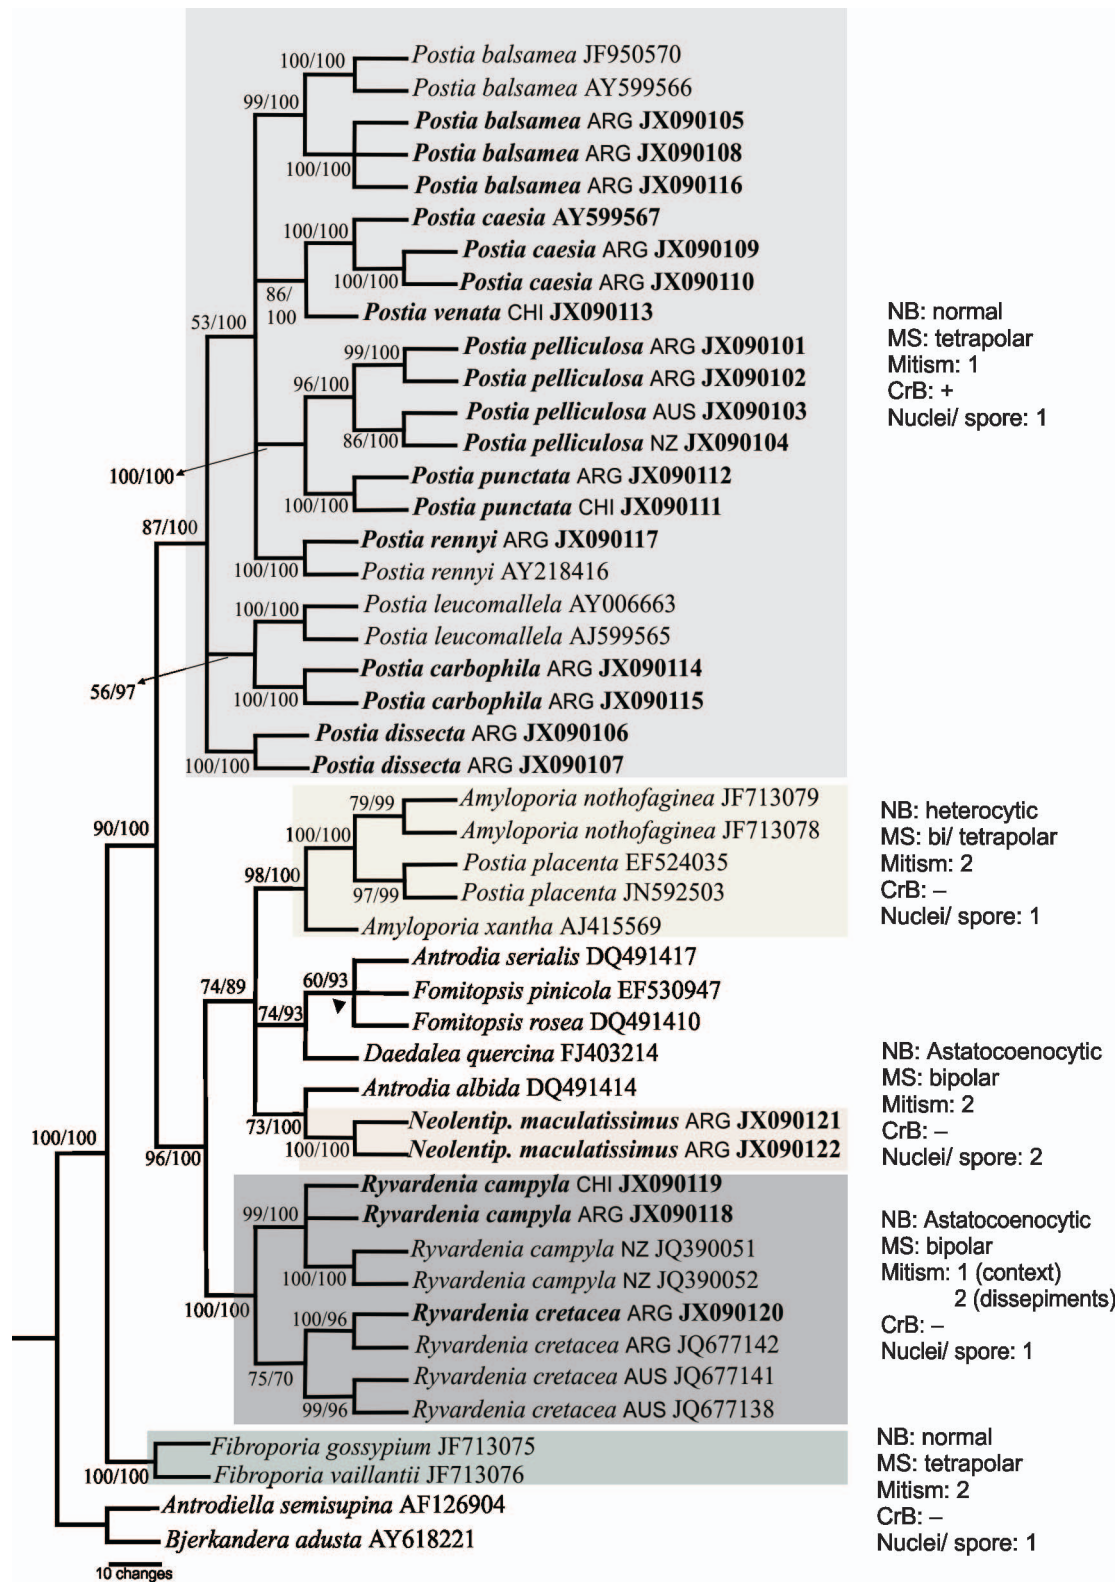 100/100
Postia balsamea JF950570
Postia balsamea AY599566
99/100
Postia balsamea ARG JX090105
Postia balsamea ARG JX090108
100/100
Postia balsamea ARG JX090116
Postia caesia AY599567
100/100
Postia caesia ARG JX090109
100/100
Postia caesia ARG JX090110
86/
100
Postia venata CHI JX090113
53/100
99/100
Postia pelliculosa ARG JX090101
Postia pelliculosa ARG JX090102
96/100
Postia pelliculosa AUS JX090103
86/100
Postia pelliculosa NZ JX090104
100/100
Postia punctata ARG JX090112
100/100
Postia punctata CHI JX090111
87/100
Postia rennyi ARG JX090117
100/100
Postia rennyi AY218416
100/100
Postia leucomallela AY006663
Postia leucomallela AJ599565
56/97
Postia carbophila ARG JX090114
100/100
Postia carbophila ARG JX090115
Postia dissecta ARG JX090106
100/100
Postia dissecta ARG JX090107
NB: normal
MS: tetrapolar
Mitism: 1
CrB: +
Nuclei/ spore: 1
90/100
79/99
Amyloporia nothofaginea JF713079
Amyloporia nothofaginea JF713078
100/100
Postia placenta EF524035
97/99
Postia placenta JN592503
98/100
Amyloporia xantha AJ415569
NB: heterocytic
MS: bi/ tetrapolar
Mitism: 2
CrB: –
Nuclei/ spore: 1
74/89
Antrodia serialis DQ491417
60/93
Fomitopsis pinicola EF530947
74/93
Fomitopsis rosea DQ491410
Daedalea quercina FJ403214
Antrodia albida DQ491414
73/100
Neolentip. maculatissimus ARG JX090121
100/100
Neolentip. maculatissimus ARG JX090122
NB: Astatocoenocytic
MS: bipolar
Mitism: 2
CrB: –
Nuclei/ spore: 2
100/100
96/100
Ryvardenia campyla CHI JX090119
99/100
Ryvardenia campyla ARG JX090118
Ryvardenia campyla NZ JQ390051
100/100
Ryvardenia campyla NZ JQ390052
100/100
100/96
Ryvardenia cretacea ARG JX090120
Ryvardenia cretacea ARG JQ677142
75/70
Ryvardenia cretacea AUS JQ677141
99/96
Ryvardenia cretacea AUS JQ677138
NB: Astatocoenocytic
MS: bipolar
Mitism: 1 (context)
2 (dissepiments)
CrB: –
Nuclei/ spore: 1
Fibroporia gossypium JF713075
100/100
Fibroporia vaillantii JF713076
Antrodiella semisupina AF126904
Bjerkandera adusta AY618221
NB: normal
MS: tetrapolar
Mitism: 2
CrB: –
Nuclei/ spore: 1
10 changes